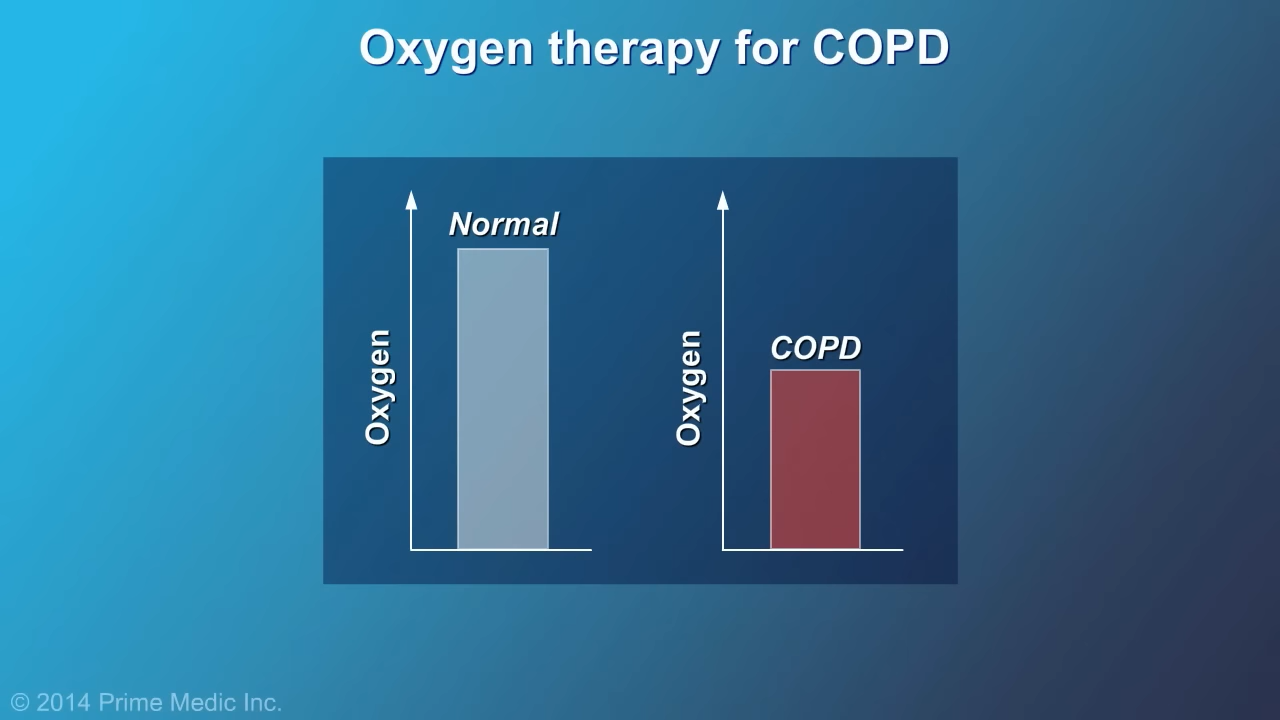 Oxygen therapy for COPD
Normal
Oxygen
COPD
Oxygen
© 2014 Prime Medic Inc.